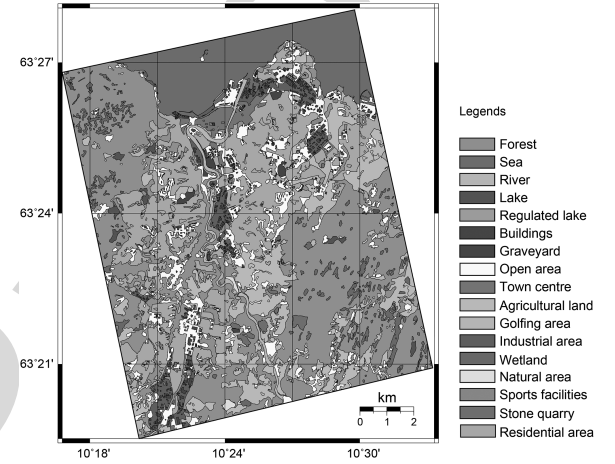 63°27'
63°24'
63°21'
10°18'
10°24'
10°30'
km
0 1 2
Legends
Forest
Sea
River
Lake
Regulated lake
Buildings
Graveyard
Open area
Town centre
Agricultural land
Golfing area
Industrial area
Wetland
Natural area
Sports facilities
Stone quarry
Residential area